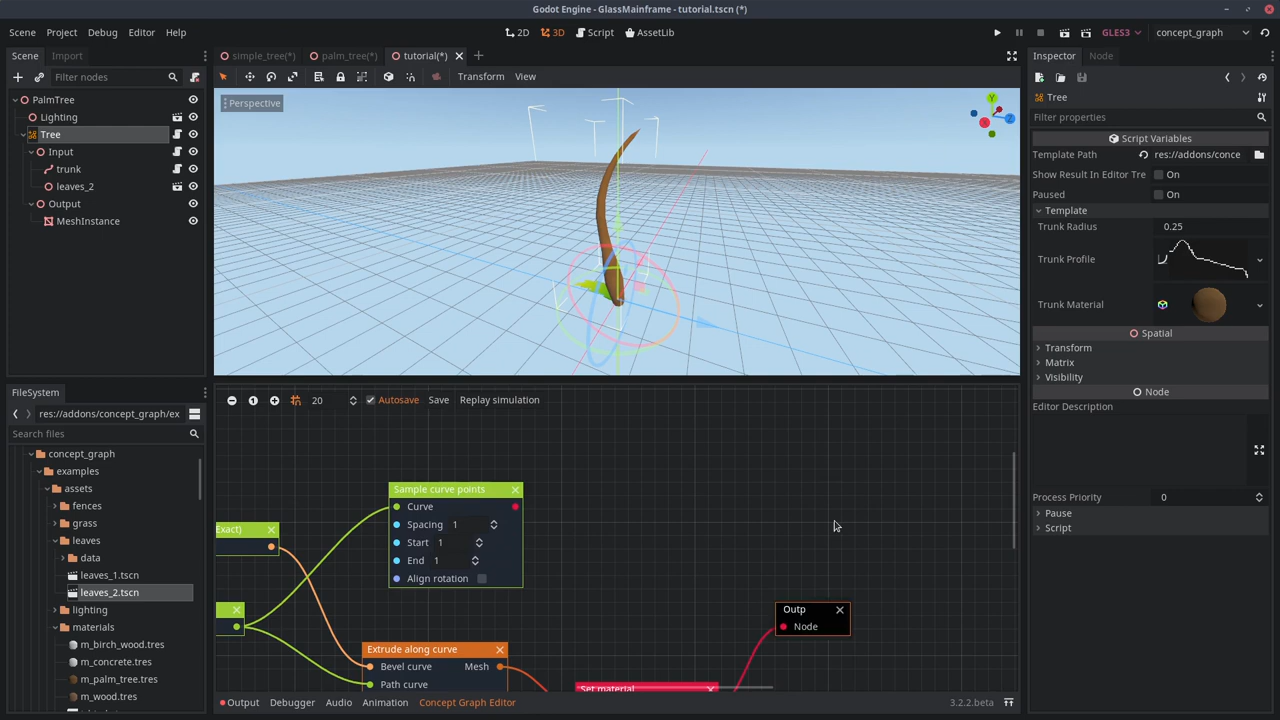 Godot Engine - GlassMainframe - tutorial.tscn (*)
Scene Project Debug Editor Help
2D 3D Script AssetLib
GLES3 concept_graph
Scene Import
Filter nodes
PalmTree
Lighting
Tree
Input
trunk
leaves_2
Output
MeshInstance
FileSystem
res://addons/concept_graph/ex
Search files
concept_graph
examples
assets
fences
grass
leaves
data
leaves_1.tscn
leaves_2.tscn
lighting
materials
m_birch_wood.tres
m_concrete.tres
m_palm_tree.tres
m_wood.tres
simple_tree(*) palm_tree(*) tutorial(*)
Transform View
Perspective
Y
X
Z
20 Autosave Save Replay simulation
Exact)
Sample curve points
Curve
Spacing 1
Start 1
End 1
Align rotation
Extrude along curve
Bevel curve Mesh
Path curve
Set material
Outp
Node
Output Debugger Audio Animation Concept Graph Editor 3.2.2.beta
Inspector Node
Tree
Filter properties
Script Variables
Template Path res://addons/conce
Show Result In Editor Tre On
Paused On
Template
Trunk Radius 0.25
Trunk Profile
Trunk Material
Spatial
Transform
Matrix
Visibility
Node
Editor Description
Process Priority 0
Pause
Script